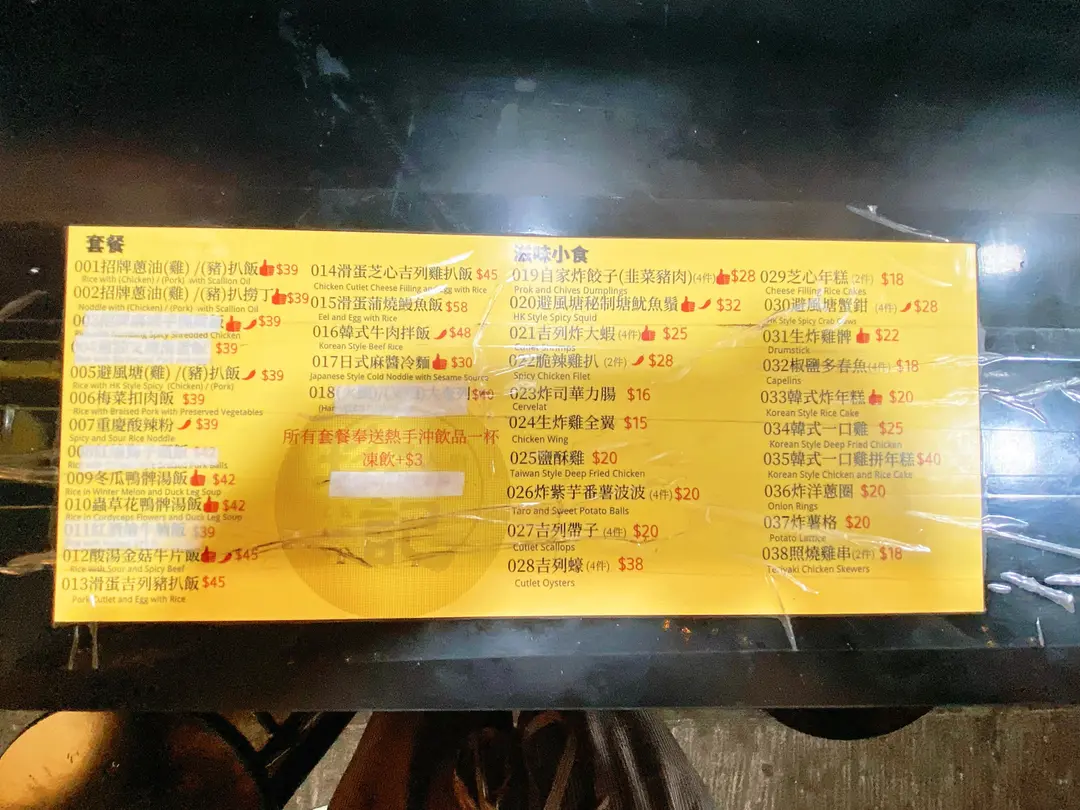 套餐
001招牌蔥油(雞) /(豬)扒飯 $39
Rice with (Chicken) / (Pork) with Scallion Oil
002招牌蔥油(雞) /(豬)扒撈丁 $39
Noodle with (Chicken) / (Pork) with Scallion Oil
$39
Shredded Chicken
$39
005避風塘(雞) /(豬)扒飯 $39
Rice with HK Style Spicy (Chicken) / (Pork)
006梅菜扣肉飯 $39
Rice with Braised Pork with Preserved Vegetables
007重慶酸辣粉 $39
Spicy and Sour Rice Noodle
$42
Balls
009冬瓜鴨髀湯飯 $42
Rice in Winter Melon and Duck Leg Soup
010蟲草花鴨髀湯飯 $42
Rice in Cordyceps Flowers and Duck Leg Soup
$39
012酸湯金菇牛片飯 $45
Rice with Sour and Spicy Beef
013滑蛋吉列豬扒飯 $45
Pork Cutlet and Egg with Rice
014滑蛋芝心吉列雞扒飯 $45
Chicken Cutlet Cheese Filling and Egg with Rice
015滑蛋蒲燒鰻魚飯 $58
Eel and Egg with Rice
016韓式牛肉拌飯 $48
Korean Style Beef Rice
017日式麻醬冷麵 $30
Japanese Style Cold Noddle with Sesame Source
018 $40
所有套餐奉送熱手沖飲品一杯
凍飲+$3
滋味小食
019自家炸餃子(韭菜豬肉)(4件) $28
Prok and Chives Dumplings
020避風塘秘制塘魷魚鬚 $32
HK Style Spicy Squid
021吉列炸大蝦(4件) $25
Cutlet Shrimps
022脆辣雞扒 (2件) $28
Spicy Chicken Filet
023炸司華力腸 $16
Cervelat
024生炸雞全翼 $15
Chicken Wing
025鹽酥雞 $20
Taiwan Style Deep Fried Chicken
026炸紫芋番薯波波 (4件) $20
Taro and Sweet Potato Balls
027吉列帶子 (4件) $20
Cutlet Scallops
028吉列蠔 (4件) $38
Cutlet Oysters
029芝心年糕 (2件) $18
Cheese Filling Rice Cakes
030避風塘蟹鉗 (4件) $28
HK Style Spicy Crab Claws
031生炸雞髀 $22
Drumstick
032椒鹽多春魚(4件) $18
Capelins
033韓式炸年糕 $20
Korean Style Rice Cake
034韓式一口雞 $25
Korean Style Deep Fried Chicken
035韓式一口雞拼年糕 $40
Korean Style Chicken and Rice Cake
036炸洋蔥圈 $20
Onion Rings
037炸薯格 $20
Potato Lattice
038照燒雞串(2件) $18
Teriyaki Chicken Skewers